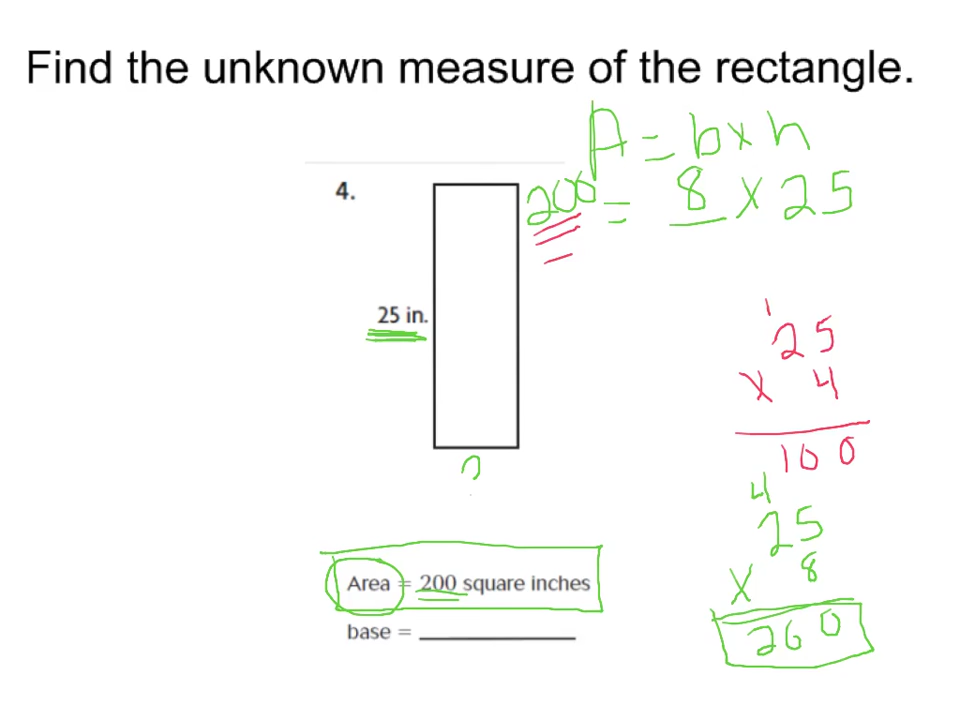 Find the unknown measure of the rectangle.
A = b x h
4.
200 = 8 x 25
25 in.
1
25
x 4
100
?
4
25
x 8
200
Area = 200 square inches
base =